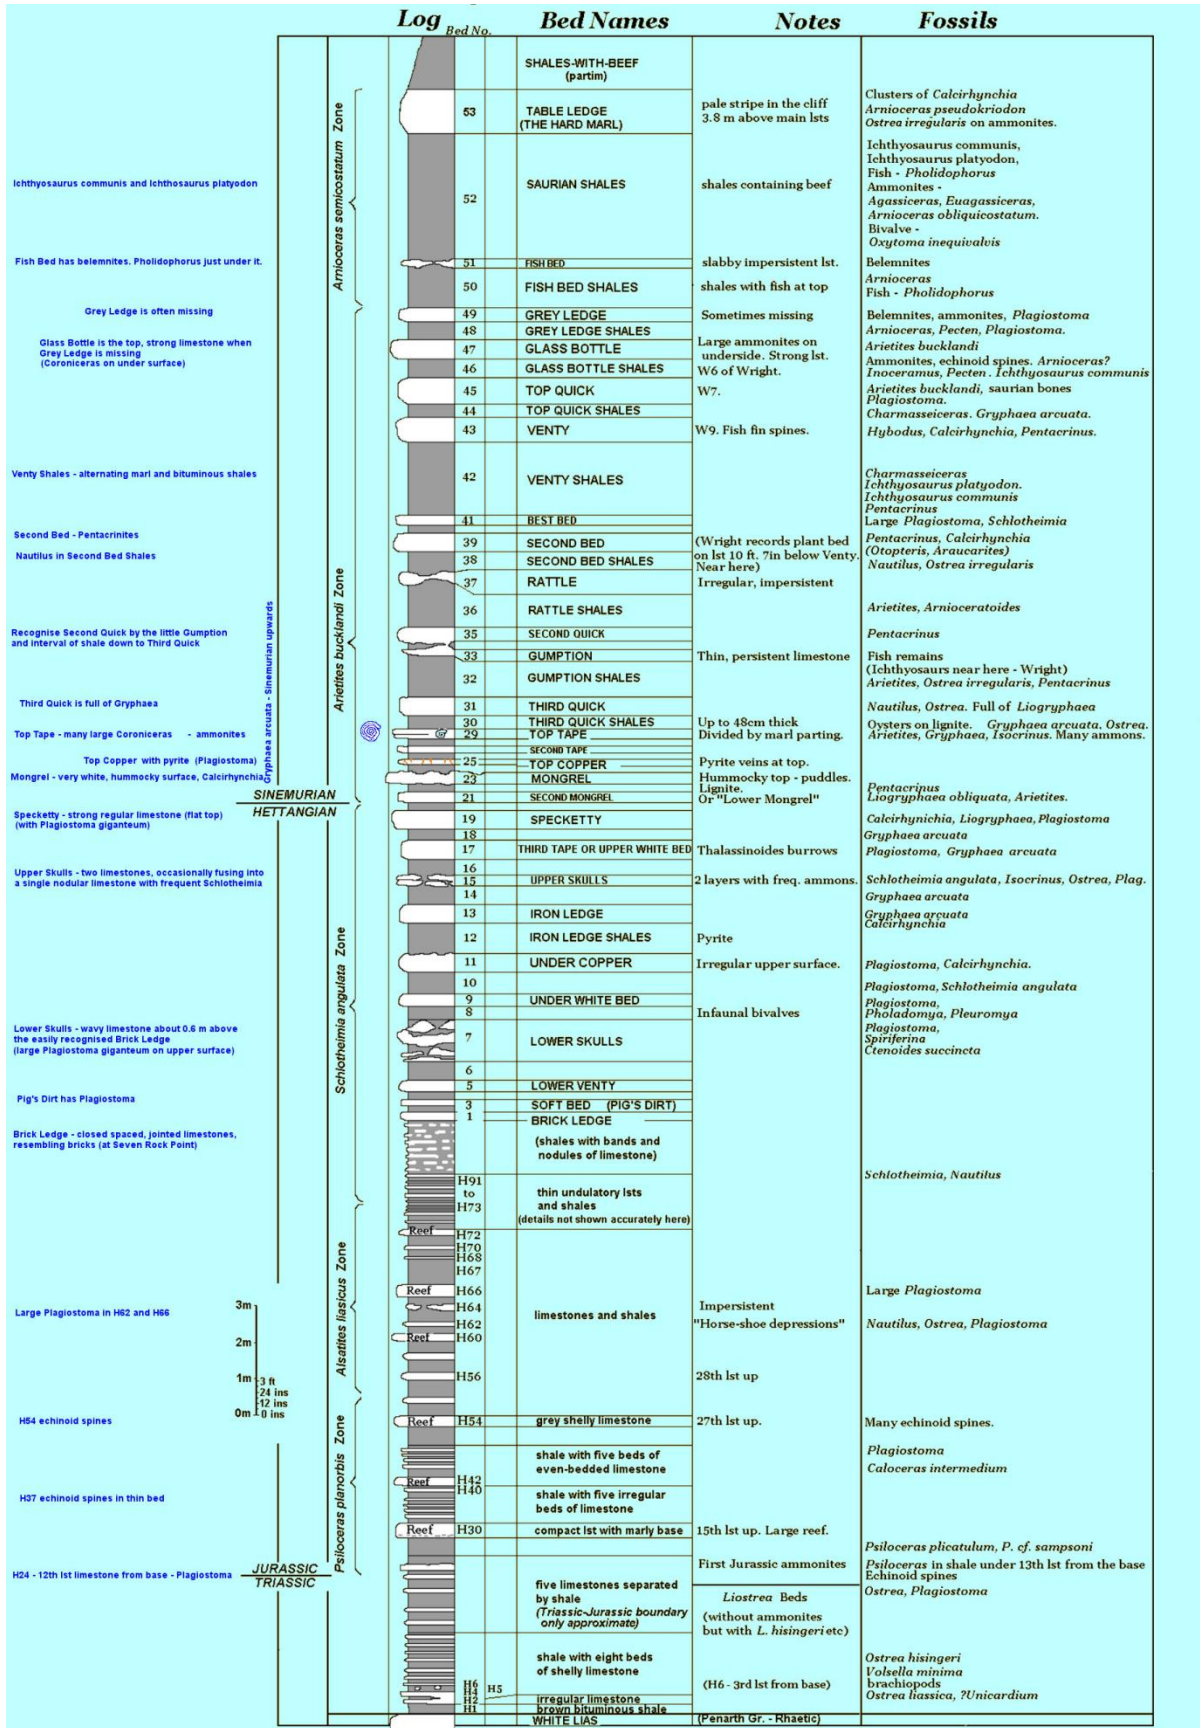 Log Bed No. Bed Names Notes Fossils
SHALES-WITH-BEEF
(partim)
53 TABLE LEDGE
(THE HARD MARL)
pale stripe in the cliff
3.8 m above main lsts
Clusters of Calcirhynchia
Arnioceras pseudokriodon
Ostrea irregularis on ammonites.
Arnioceras semicostatum Zone
Ichthyosaurus communis and Ichthosaurus platyodon
52 SAURIAN SHALES
shales containing beef
Ichthyosaurus communis,
Ichthyosaurus platyodon,
Fish - Pholidophorus
Ammonites -
Agassiceras, Euagassiceras,
Arnioceras obliquicostatum.
Bivalve -
Oxytoma inequivalvis
Fish Bed has belemnites. Pholidophorus just under it.
51 FISH BED slabby impersistent lst. Belemnites
50 FISH BED SHALES shales with fish at top
Arnioceras
Fish - Pholidophorus
Grey Ledge is often missing
49 GREY LEDGE Sometimes missing Belemnites, ammonites, Plagiostoma
48 GREY LEDGE SHALES Arnioceras, Pecten, Plagiostoma.
Glass Bottle is the top, strong limestone when
Grey Ledge is missing
(Coroniceras on under surface)
47 GLASS BOTTLE
Large ammonites on
underside. Strong lst.
Arietites bucklandi
46 GLASS BOTTLE SHALES W6 of Wright.
Ammonites, echinoid spines. Arnioceras?
Inoceramus, Pecten. Ichthyosaurus communis
45 TOP QUICK W7.
Arietites bucklandi, saurian bones
Plagiostoma.
44 TOP QUICK SHALES Charmasseiceras. Gryphaea arcuata.
43 VENTY W9. Fish fin spines. Hybodus, Calcirhynchia, Pentacrinus.
Venty Shales - alternating marl and bituminous shales
42 VENTY SHALES
Charmasseiceras
Ichthyosaurus platyodon.
Ichthyosaurus communis
Pentacrinus
41 BEST BED Large Plagiostoma, Schlotheimia
Second Bed - Pentacrinites
39 SECOND BED
(Wright records plant bed
on lst 10 ft. 7in below Venty.
Near here)
Pentacrinus, Calcirhynchia
(Otopteris, Araucarites)
Nautilus in Second Bed Shales
38 SECOND BED SHALES Nautilus, Ostrea irregularis
37 RATTLE Irregular, impersistent
Arietites bucklandi Zone
Gryphaea arcuata - Sinemurian upwards
36 RATTLE SHALES Arietites, Arnioceratoides
Recognise Second Quick by the little Gumption
and interval of shale down to Third Quick
35 SECOND QUICK Pentacrinus
33 GUMPTION Thin, persistent limestone
Fish remains
(Ichthyosaurs near here - Wright)
32 GUMPTION SHALES Arietites, Ostrea irregularis, Pentacrinus
Third Quick is full of Gryphaea
31 THIRD QUICK Nautilus, Ostrea. Full of Liogryphaea
30 THIRD QUICK SHALES Up to 48cm thick Oysters on lignite. Gryphaea arcuata. Ostrea.
Top Tape - many large Coroniceras - ammonites
29 TOP TAPE Divided by marl parting. Arietites, Gryphaea, Isocrinus. Many ammons.
SECOND TAPE
Top Copper with pyrite (Plagiostoma)
25 TOP COPPER Pyrite veins at top.
Mongrel - very white, hummocky surface, Calcirhynchia,
23 MONGREL
Hummocky top - puddles.
Lignite.
Pentacrinus
21 SECOND MONGREL Or "Lower Mongrel" Liogryphaea obliquata, Arietites.
SINEMURIAN
HETTANGIAN
Specketty - strong regular limestone (flat top)
(with Plagiostoma giganteum)
19 SPECKETTY Calcirhynichia, Liogryphaea, Plagiostoma
18 Gryphaea arcuata
17 THIRD TAPE OR UPPER WHITE BED Thalassinoides burrows Plagiostoma, Gryphaea arcuata
Upper Skulls - two limestones, occasionally fusing into
a single nodular limestone with frequent Schlotheimia
16
15 UPPER SKULLS 2 layers with freq. ammons. Schlotheimia angulata, Isocrinus, Ostrea, Plag.
14 Gryphaea arcuata
13 IRON LEDGE
Gryphaea arcuata
Calcirhynchia
12 IRON LEDGE SHALES Pyrite
11 UNDER COPPER Irregular upper surface. Plagiostoma, Calcirhynchia.
10 Plagiostoma, Schlotheimia angulata
9 UNDER WHITE BED
8 Infaunal bivalves
Plagiostoma,
Pholadomya, Pleuromya
Schlotheimia angulata Zone
Lower Skulls - wavy limestone about 0.6 m above
the easily recognised Brick Ledge
(large Plagiostoma giganteum on upper surface)
7 LOWER SKULLS
Plagiostoma,
Spiriferina
Ctenoides succincta
6
5 LOWER VENTY
Pig's Dirt has Plagiostoma
3 SOFT BED (PIG'S DIRT)
1 BRICK LEDGE
Brick Ledge - closed spaced, jointed limestones,
resembling bricks (at Seven Rock Point)
(shales with bands and
nodules of limestone)
Schlotheimia, Nautilus
H91
to
H73
thin undulatory lsts
and shales
(details not shown accurately here)
Reef H72
H70
H68
H67
Alsatites liasicus Zone
Reef H66 Large Plagiostoma
Large Plagiostoma in H62 and H66
H64 limestones and shales Impersistent
H62 "Horse-shoe depressions" Nautilus, Ostrea, Plagiostoma
Reef H60
H56 28th lst up
3m
2m
1m 3 ft
24 ins
12 ins
0m 0 ins
H54 echinoid spines
Reef H54 grey shelly limestone 27th lst up. Many echinoid spines.
shale with five beds of
even-bedded limestone
Plagiostoma
Caloceras intermedium
Reef H42
H40
H37 echinoid spines in thin bed
shale with five irregular
beds of limestone
Psiloceras planorbis Zone
Reef H30 compact lst with marly base 15th lst up. Large reef.
Psiloceras plicatulum, P. cf. sampsoni
First Jurassic ammonites
Psiloceras in shale under 13th lst from the base
Echinoid spines
H24 - 12th lst limestone from base - Plagiostoma
JURASSIC
TRIASSIC
five limestones separated
by shale
(Triassic-Jurassic boundary
only approximate)
Liostrea Beds
(without ammonites
but with L. hisingeri etc)
Ostrea, Plagiostoma
shale with eight beds
of shelly limestone
(H6 - 3rd lst from base)
Ostrea hisingeri
Volsella minima
brachiopods
Ostrea liassica, ?Unicardium
H6
H5
H4
H2 irregular limestone
H1 brown bituminous shale
WHITE LIAS (Penarth Gr. - Rhaetic)